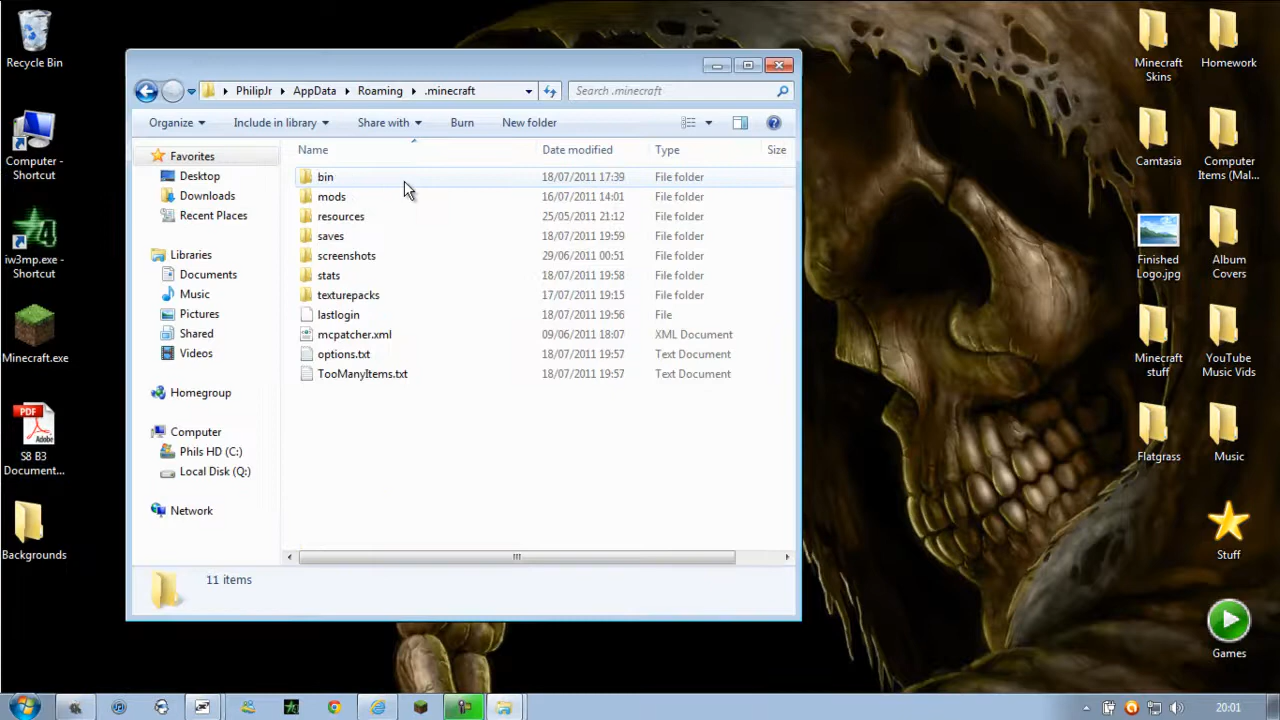 Recycle Bin
Computer -
Shortcut
iw3mp.exe -
Shortcut
Minecraft.exe
PDF
Adobe
S8 B3
Document...
Backgrounds
PhilipJr
AppData
Roaming
.minecraft
Search .minecraft
Organize
Include in library
Share with
Burn
New folder
Favorites
Desktop
Downloads
Recent Places
Libraries
Documents
Music
Pictures
Shared
Videos
Homegroup
Computer
Phils HD (C:)
Local Disk (Q:)
Network
Name Date modified Type Size
bin 18/07/2011 17:39 File folder
mods 16/07/2011 14:01 File folder
resources 25/05/2011 21:12 File folder
saves 18/07/2011 19:59 File folder
screenshots 29/06/2011 00:51 File folder
stats 18/07/2011 19:58 File folder
texturepacks 17/07/2011 19:15 File folder
lastlogin 18/07/2011 19:56 File
mcpatcher.xml 09/06/2011 18:07 XML Document
options.txt 18/07/2011 19:57 Text Document
TooManyItems.txt 18/07/2011 19:57 Text Document
11 items
Minecraft
Skins
Homework
Camtasia
Computer
Items (Mal...
Finished
Logo.jpg
Album
Covers
Minecraft
stuff
YouTube
Music Vids
Flatgrass
Music
Stuff
Games
20:01